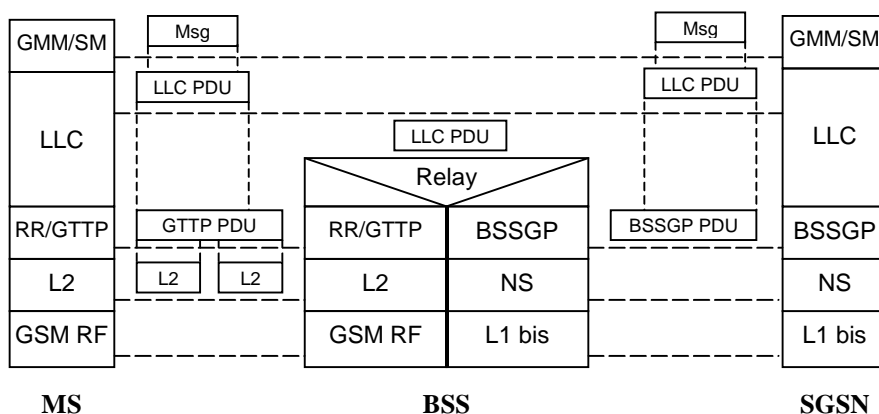 Msg Msg
GMM/SM GMM/SM
LLC PDU LLC PDU
LLC PDU
LLC LLC
Relay
GTTP PDU BSSGP PDU
RR/GTTP RR/GTTP BSSGP BSSGP
L2 L2
L2 L2 NS NS
GSM RF GSM RF L1 bis L1 bis
MS BSS SGSN